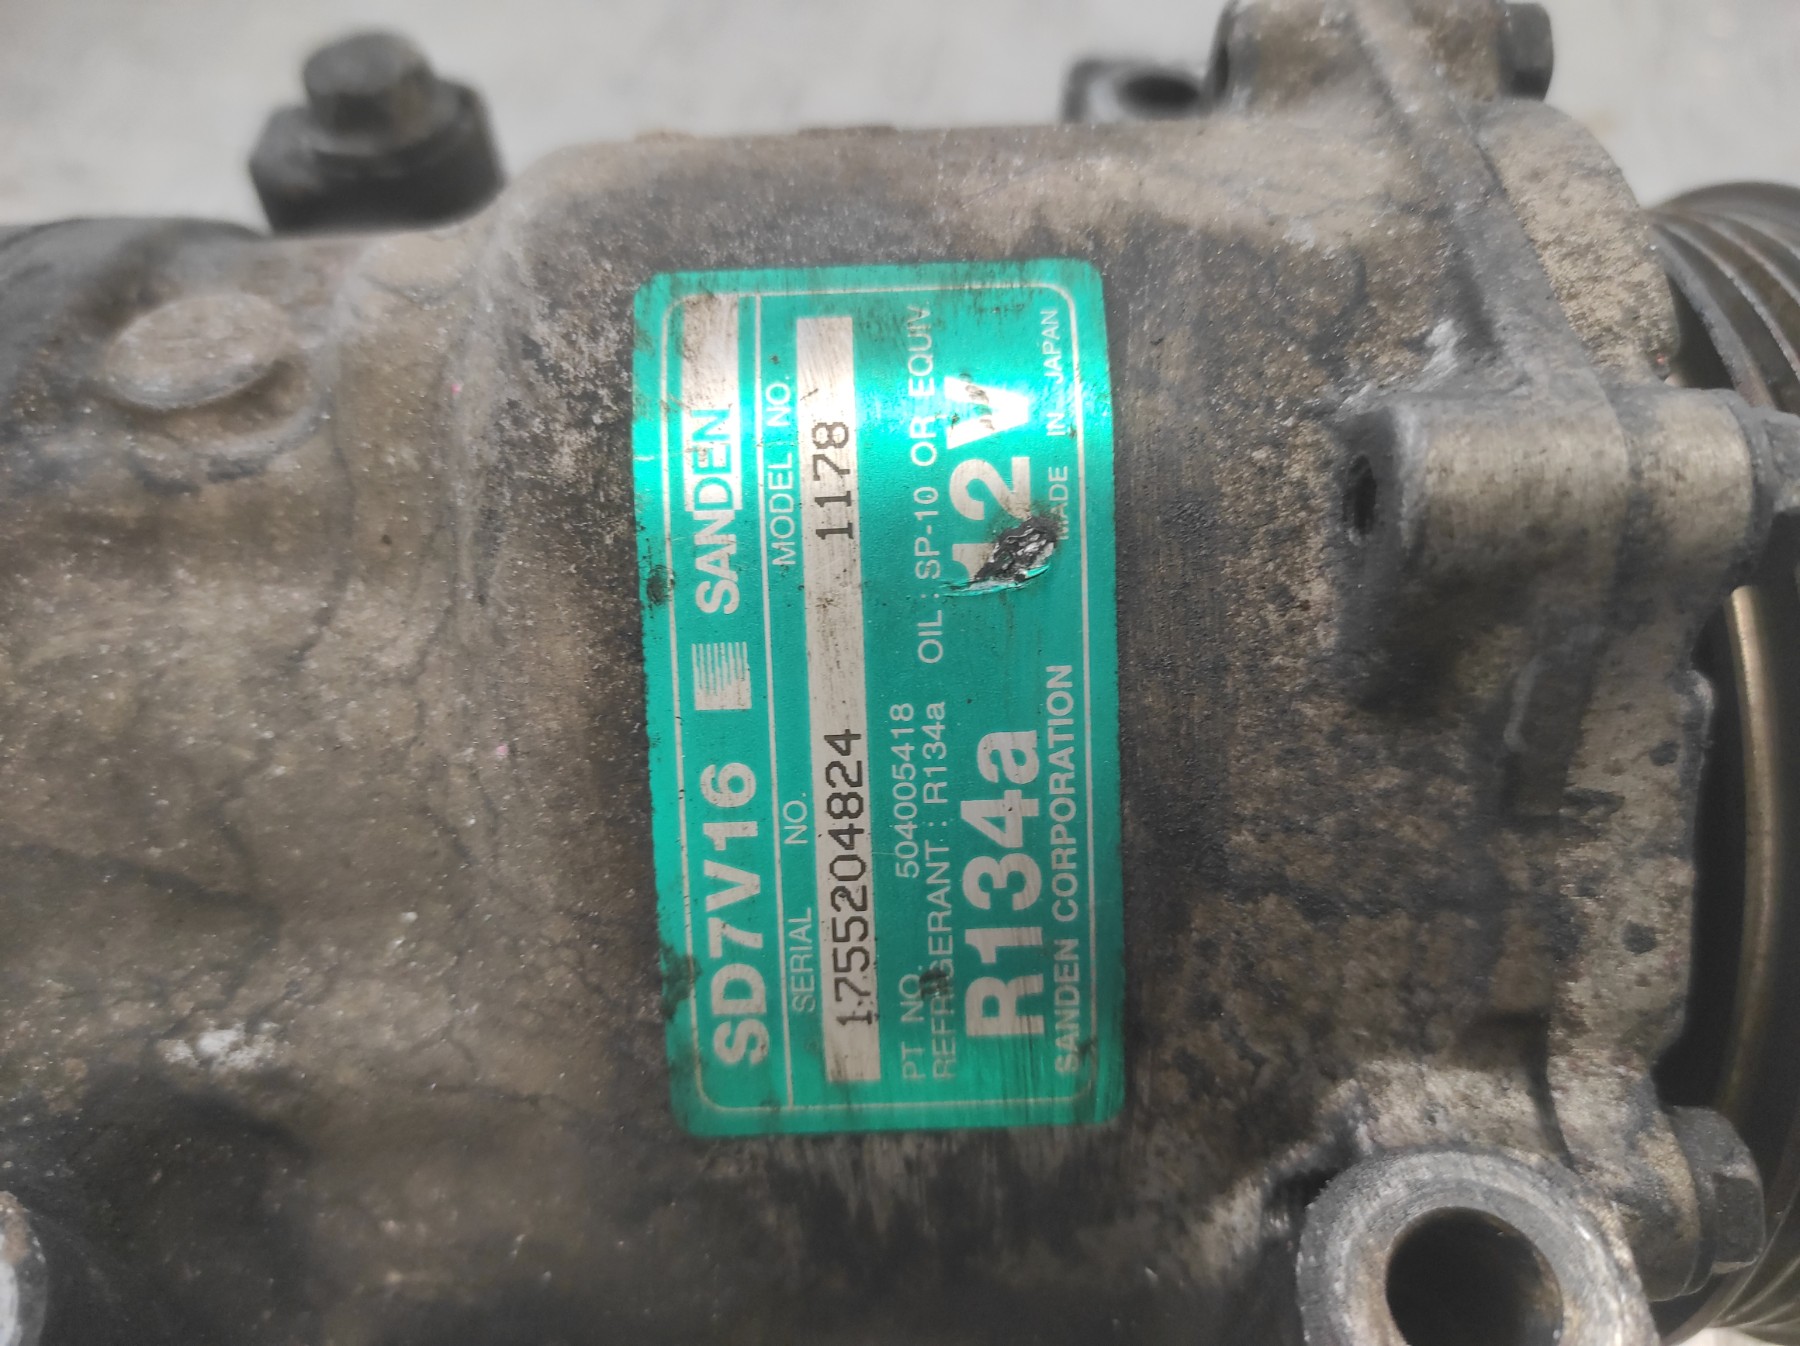 SD7V16 SANDEN
SERIAL NO. MODEL NO.
1755204824 1178
PT NO. 504005418
REFRIGERANT : R134a OIL : SP-10 OR EQUIV
R134a 12V
SANDEN CORPORATION MADE IN JAPAN